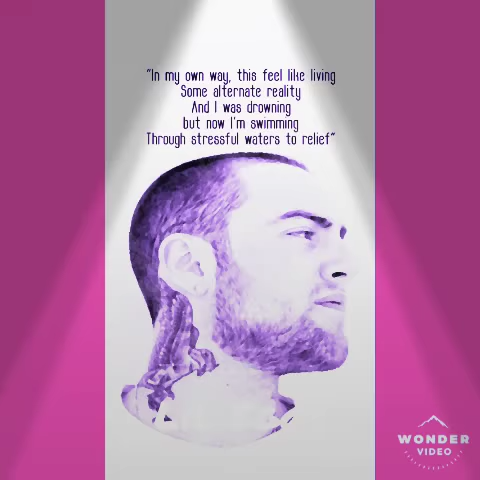 "In my own way, this feel like living
Some alternate reality
And I was drowning
but now I'm swimming
Through stressful waters to relief"
WONDER
VIDEO